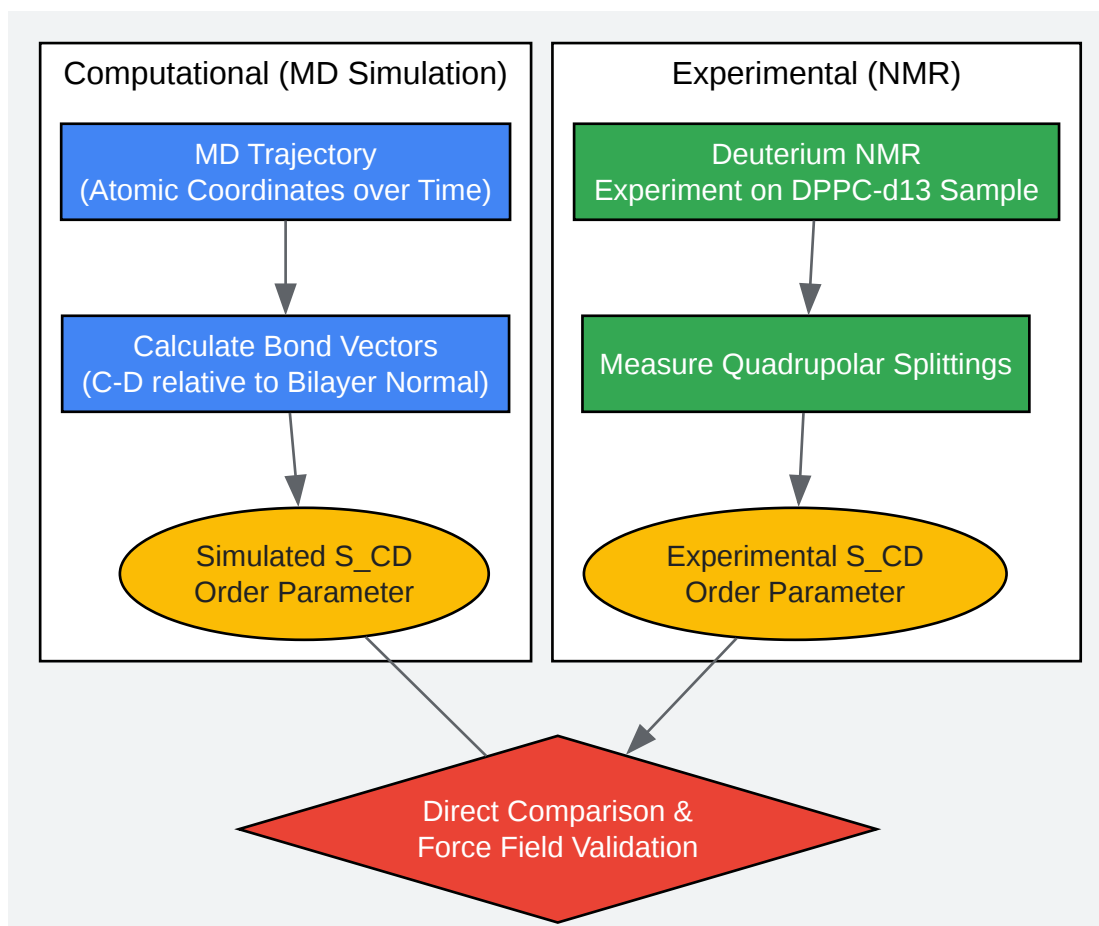 Computational (MD Simulation)
MD Trajectory
(Atomic Coordinates over Time)
Calculate Bond Vectors
(C-D relative to Bilayer Normal)
Simulated S_CD
Order Parameter
Experimental (NMR)
Deuterium NMR
Experiment on DPPC-d13 Sample
Measure Quadrupolar Splittings
Experimental S_CD
Order Parameter
Direct Comparison &
Force Field Validation